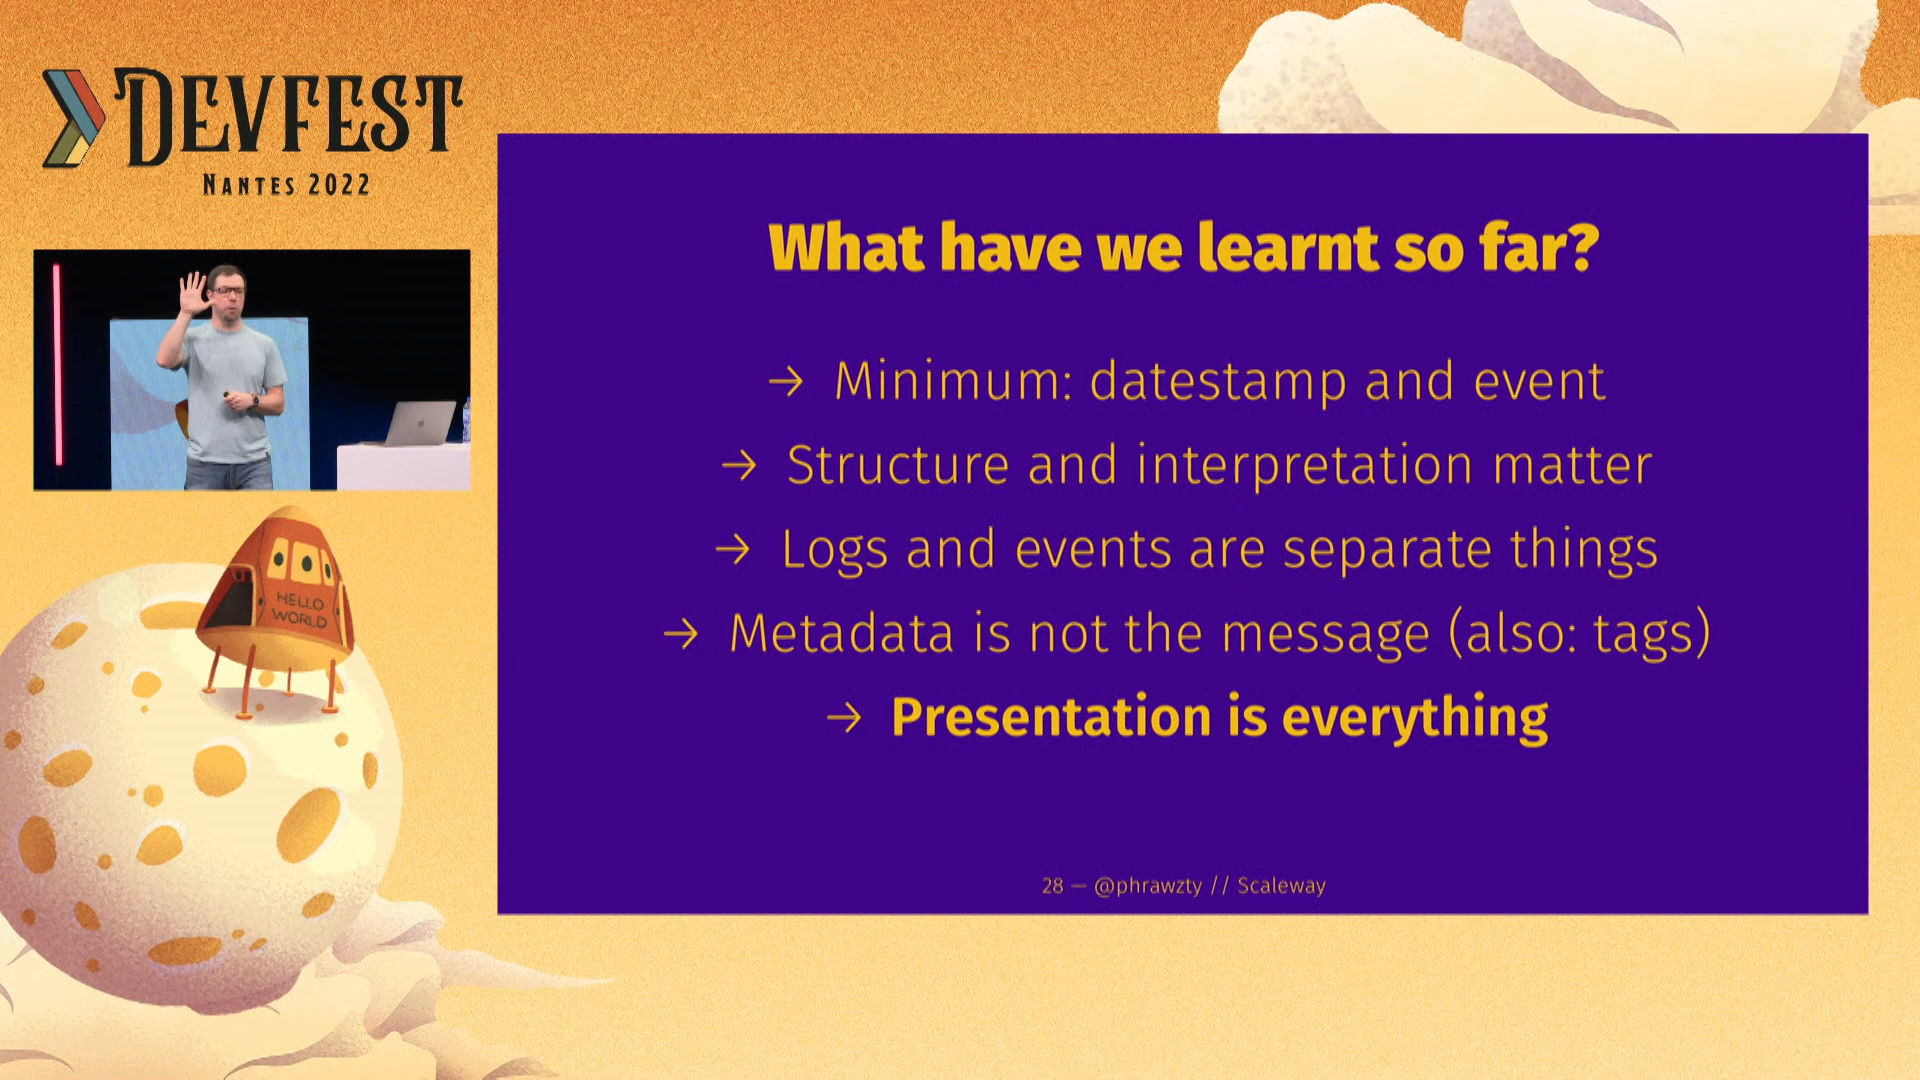 DEVFEST
NANTES 2022
HELLO
WORLD
What have we learnt so far?
→ Minimum: datestamp and event
→ Structure and interpretation matter
→ Logs and events are separate things
→ Metadata is not the message (also: tags)
→ Presentation is everything
28 — @phrawzty // Scaleway